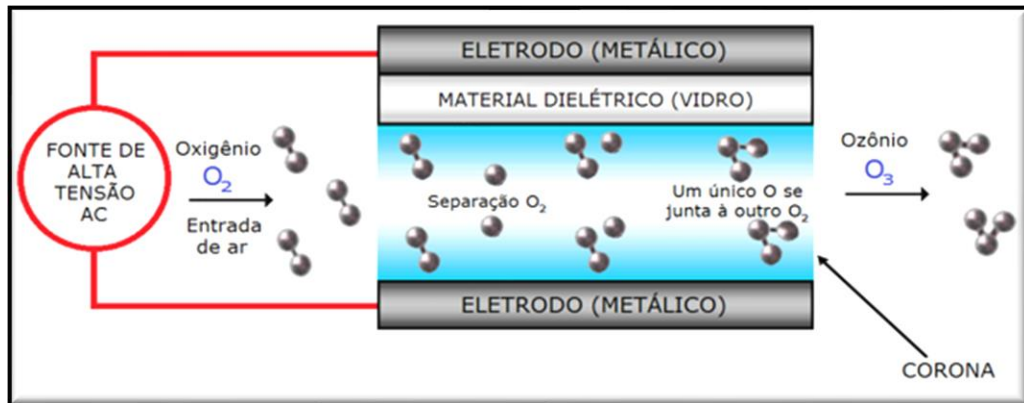 ELETRODO (METÁLICO)
MATERIAL DIELÉTRICO (VIDRO)
FONTE DE
ALTA
TENSÃO
AC
Oxigênio
O₂
Entrada
de ar
Separação O₂
Um único O se
junta à outro O₂
Ozônio
O₃
ELETRODO (METÁLICO)
CORONA